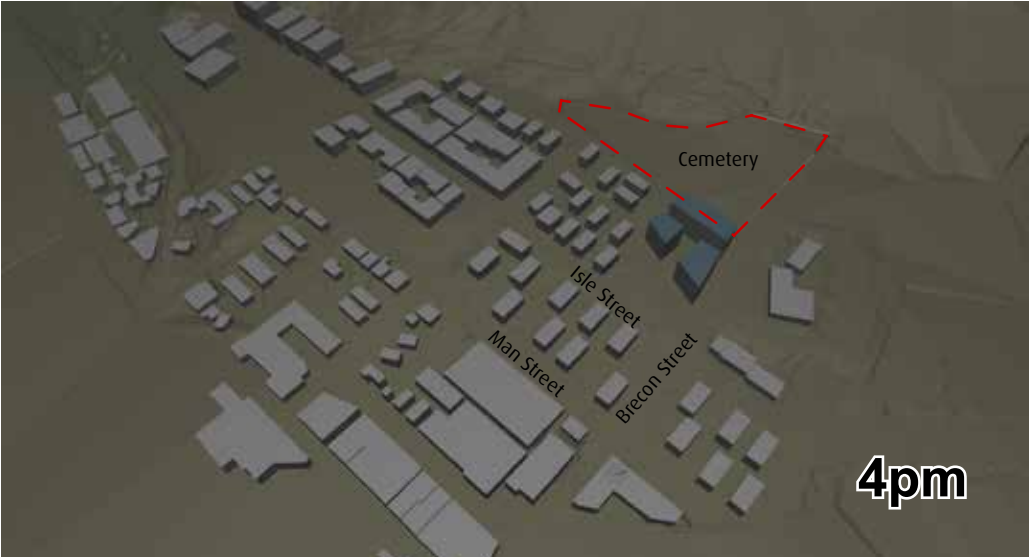 Cemetery
Isle Street
Man Street
Brecon Street
4pm